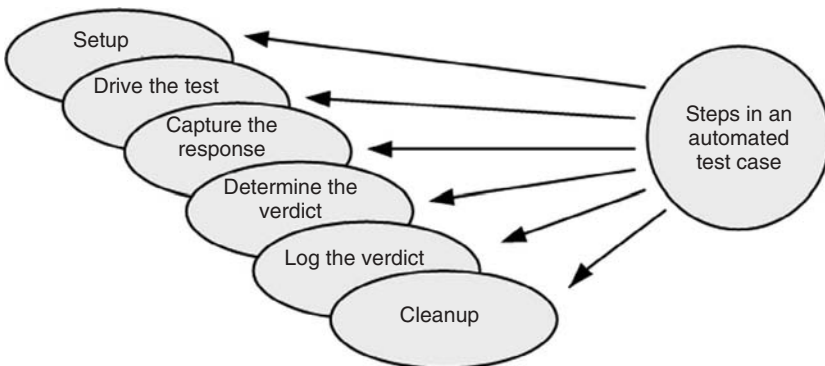 Setup
Drive the test
Capture the
response
Determine the
verdict
Log the verdict
Cleanup
Steps in an
automated
test case